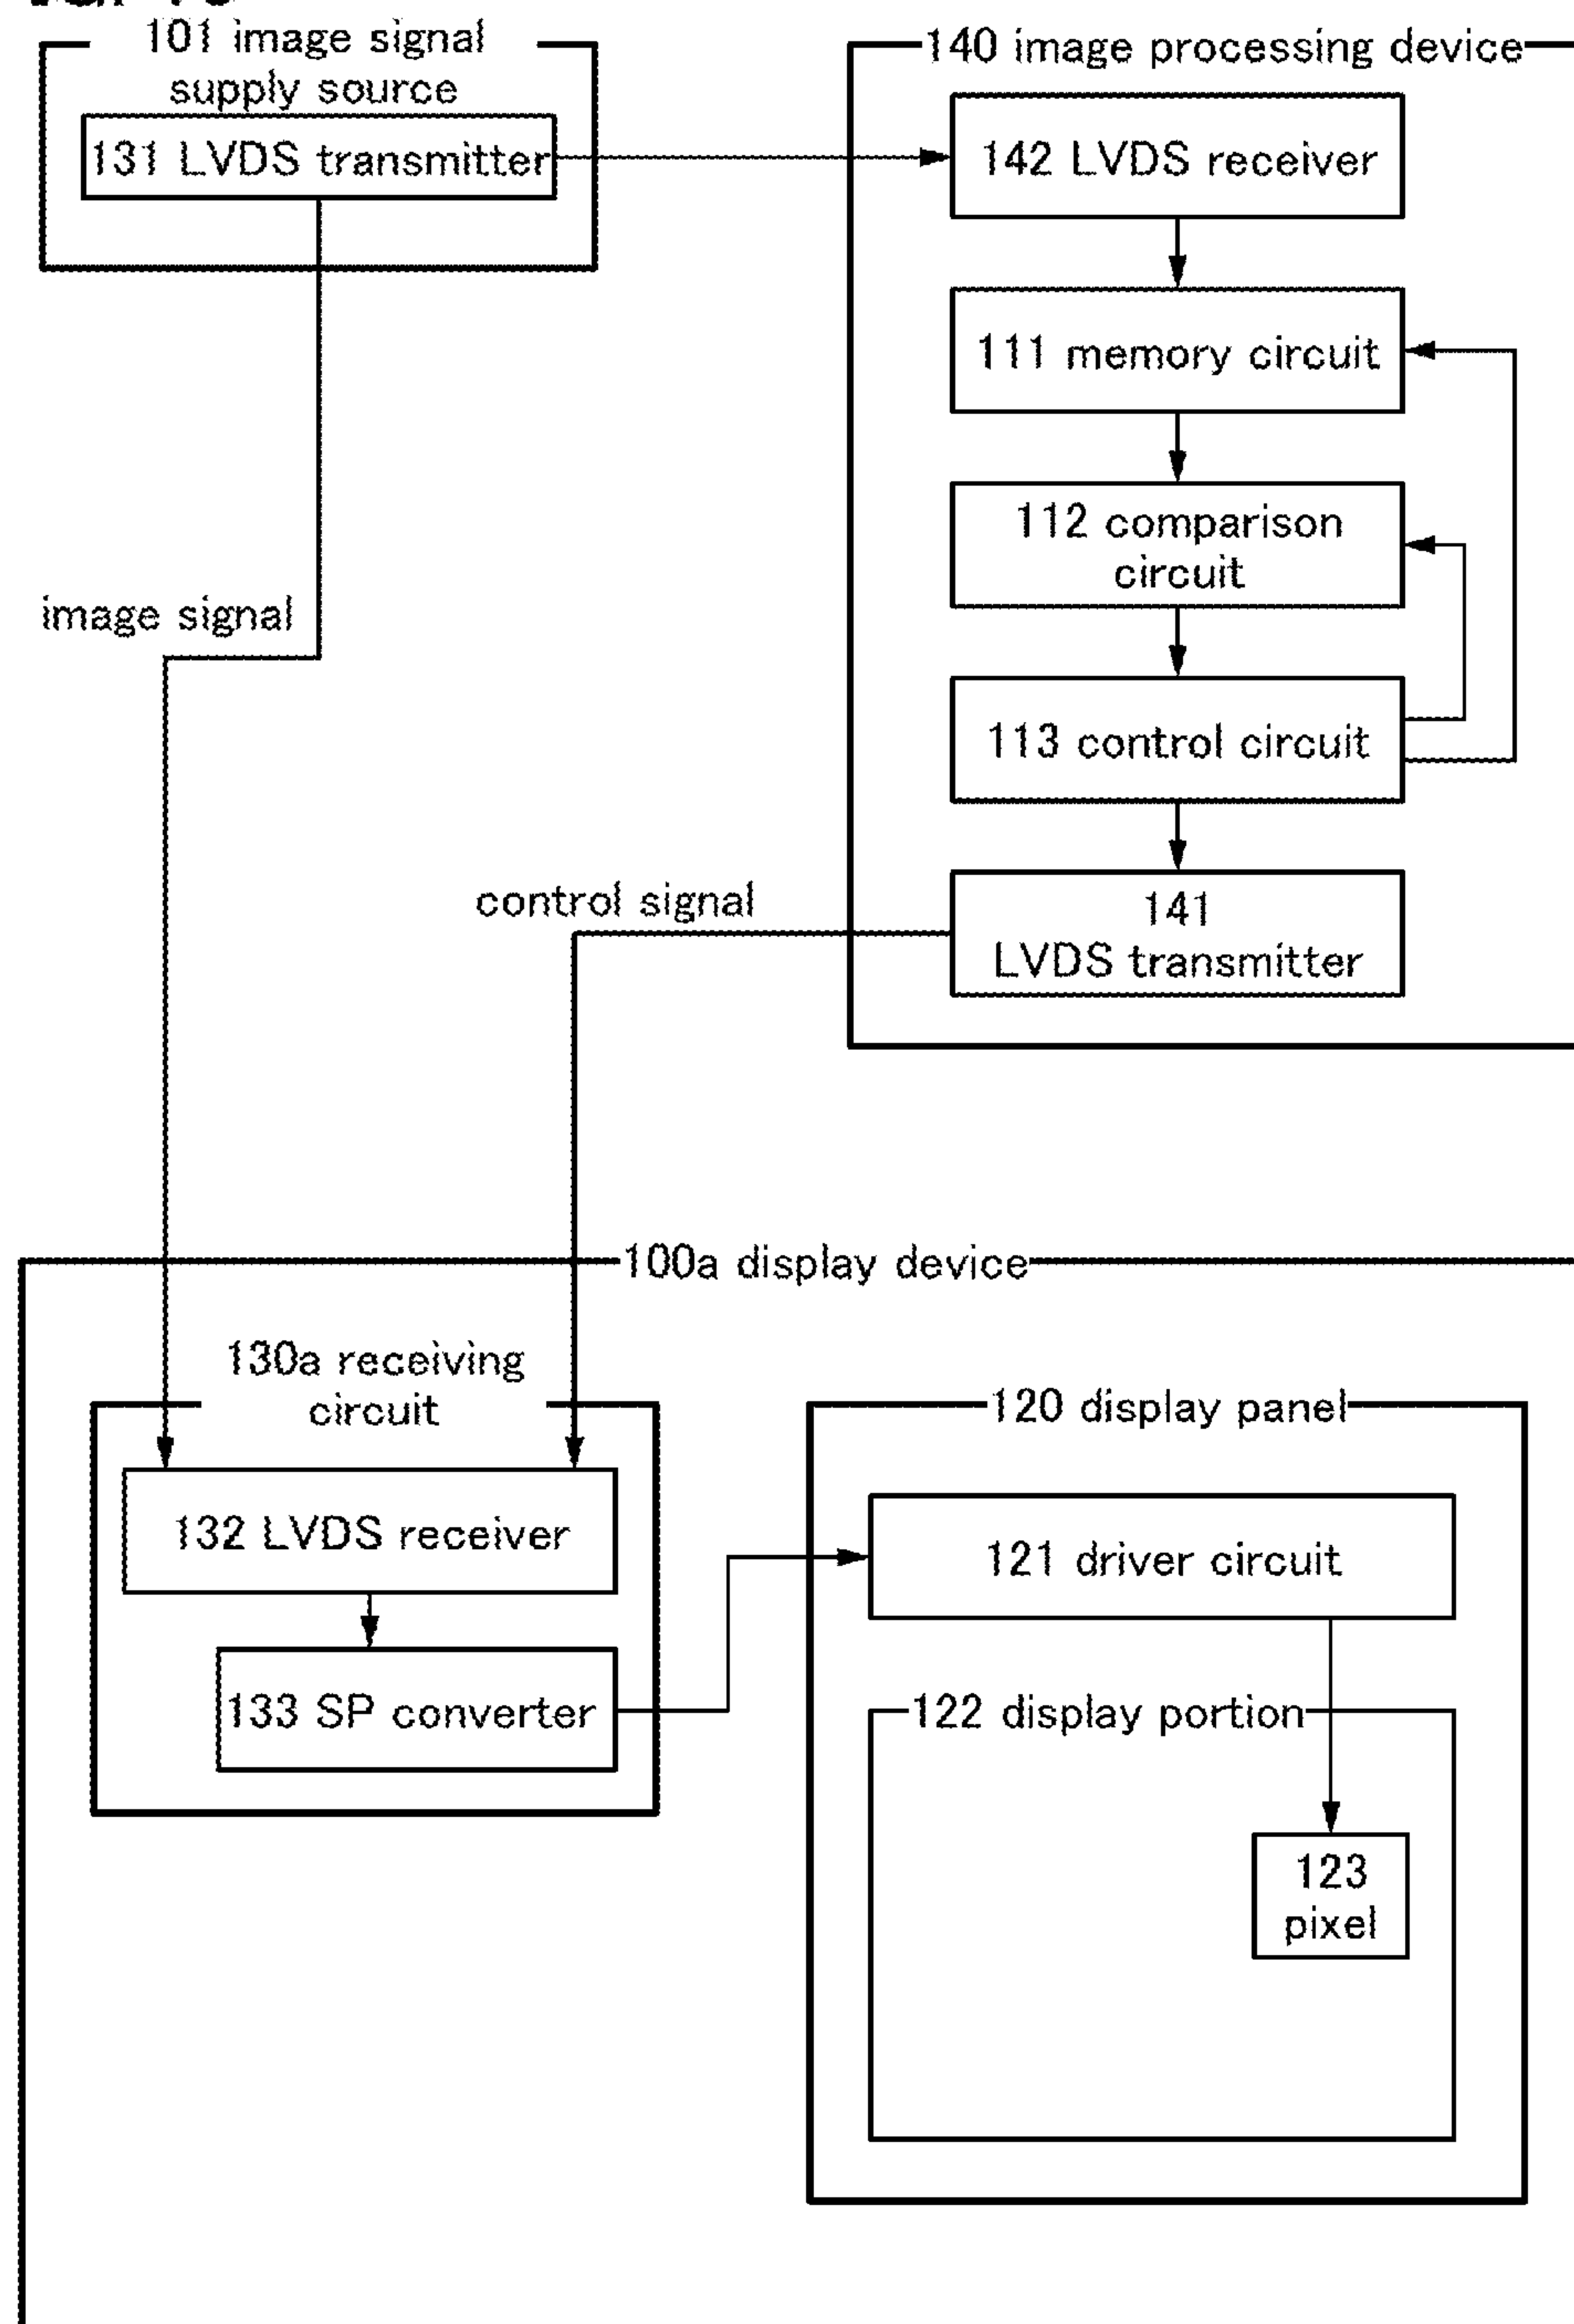 101 image signal
supply source
131 LVDS transmitter
140 image processing device
142 LVDS receiver
111 memory circuit
112 comparison
circuit
113 control circuit
141
LVDS transmitter
image signal
control signal
100a display device
130a receiving
circuit
132 LVDS receiver
133 SP converter
120 display panel
121 driver circuit
122 display portion
123
pixel